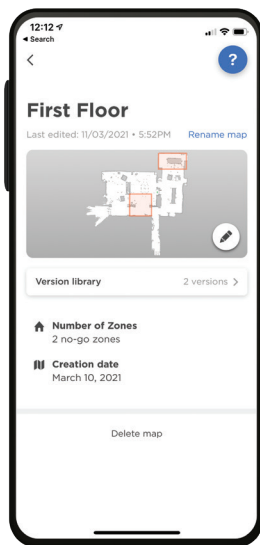 12:12
Search
?
First Floor
Last edited: 11/03/2021 • 5:52PM Rename map
Version library 2 versions
Number of Zones
2 no-go zones
Creation date
March 10, 2021
Delete map